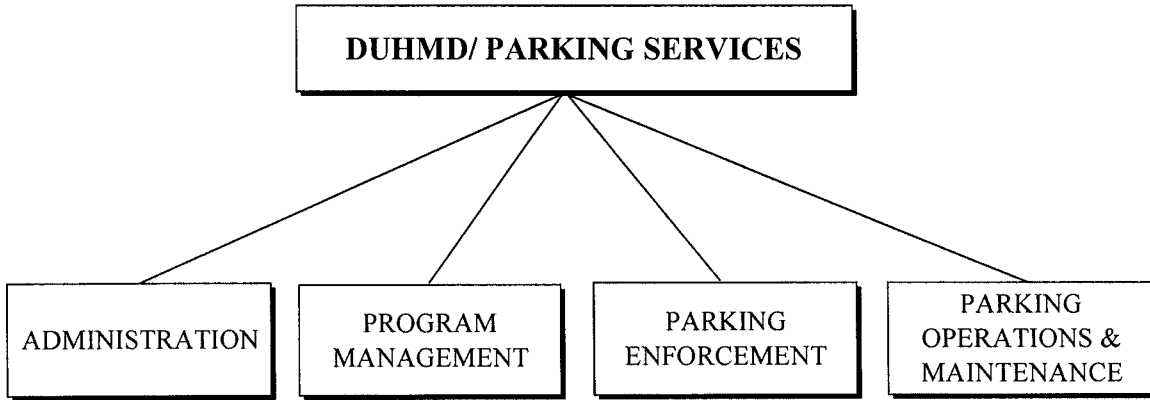 DUHMD/ PARKING SERVICES
ADMINISTRATION
PROGRAM
MANAGEMENT
PARKING
ENFORCEMENT
PARKING
OPERATIONS &
MAINTENANCE